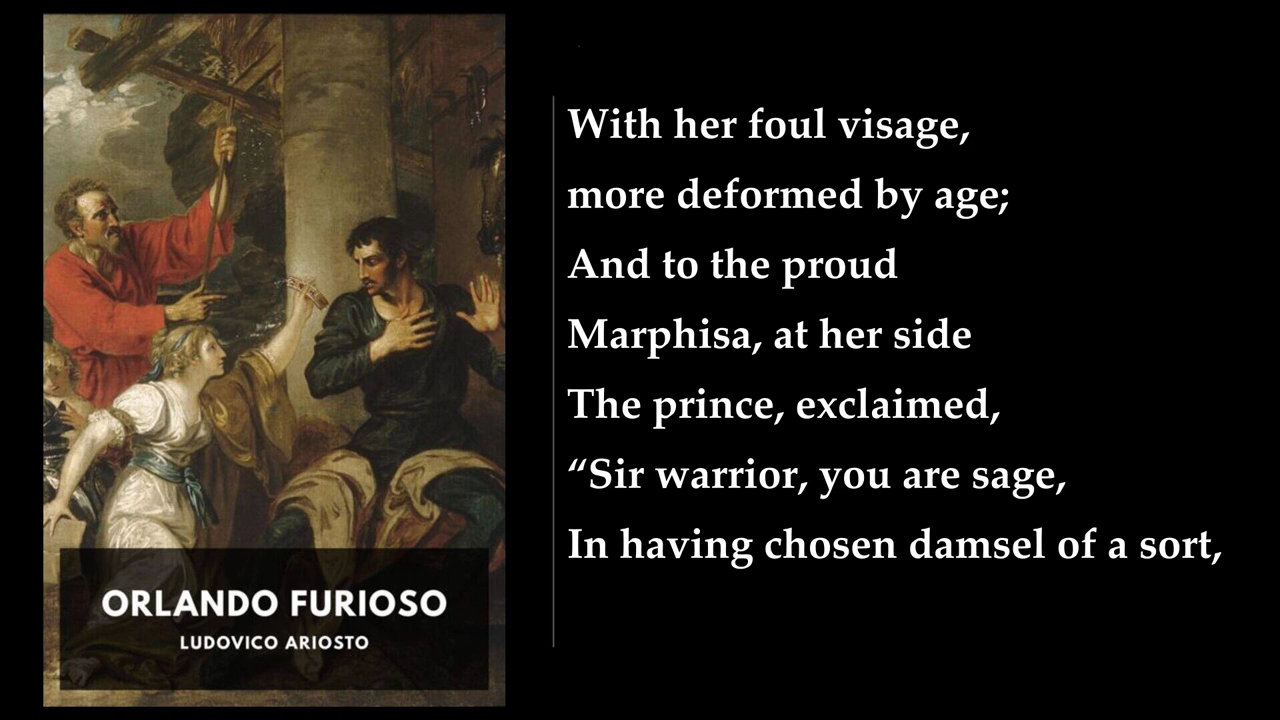 With her foul visage,
more deformed by age;
And to the proud
Marphisa, at her side
The prince, exclaimed,
“Sir warrior, you are sage,
In having chosen damsel of a sort,
ORLANDO FURIOSO
LUDOVICO ARIOSTO